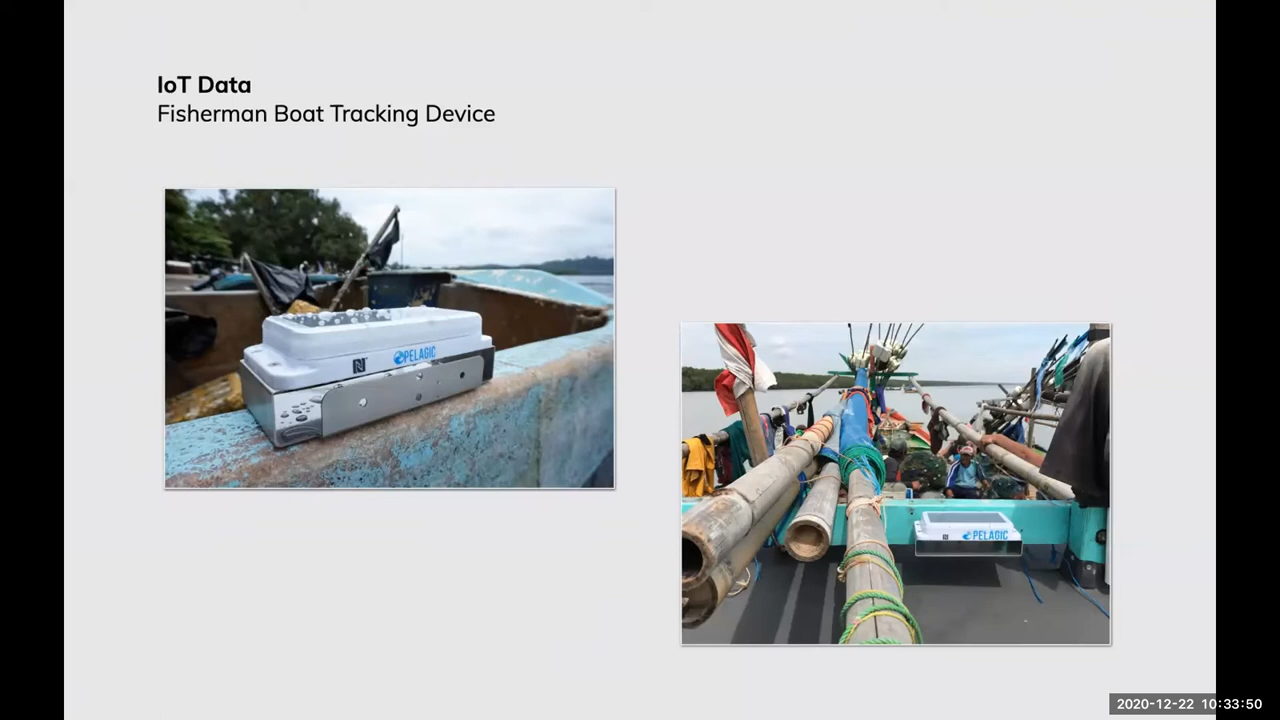 IoT Data
Fisherman Boat Tracking Device
PELAGIC
PELAGIC
2020-12-22 10:33:50